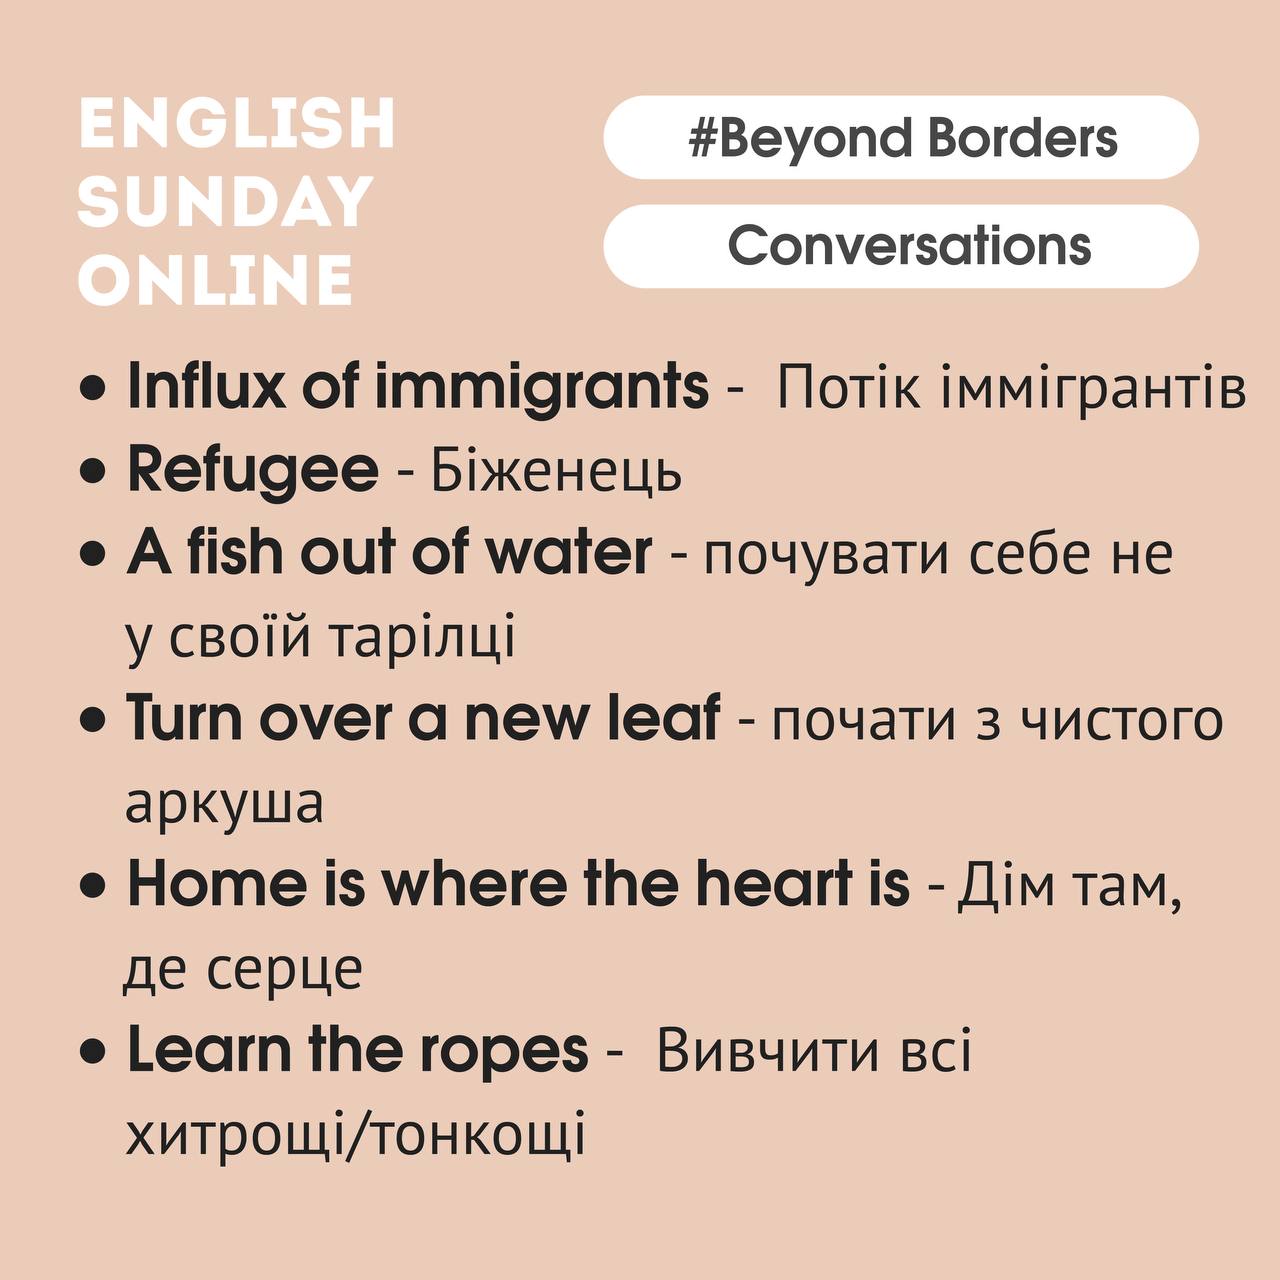 ENGLISH
SUNDAY
ONLINE
#Beyond Borders
Conversations
• Influx of immigrants - Потік іммігрантів
• Refugee - Біженець
• A fish out of water - почувати себе не
у своїй тарілці
• Turn over a new leaf - почати з чистого
аркуша
• Home is where the heart is - Дім там,
де серце
• Learn the ropes - Вивчити всі
хитрощі/тонкощі